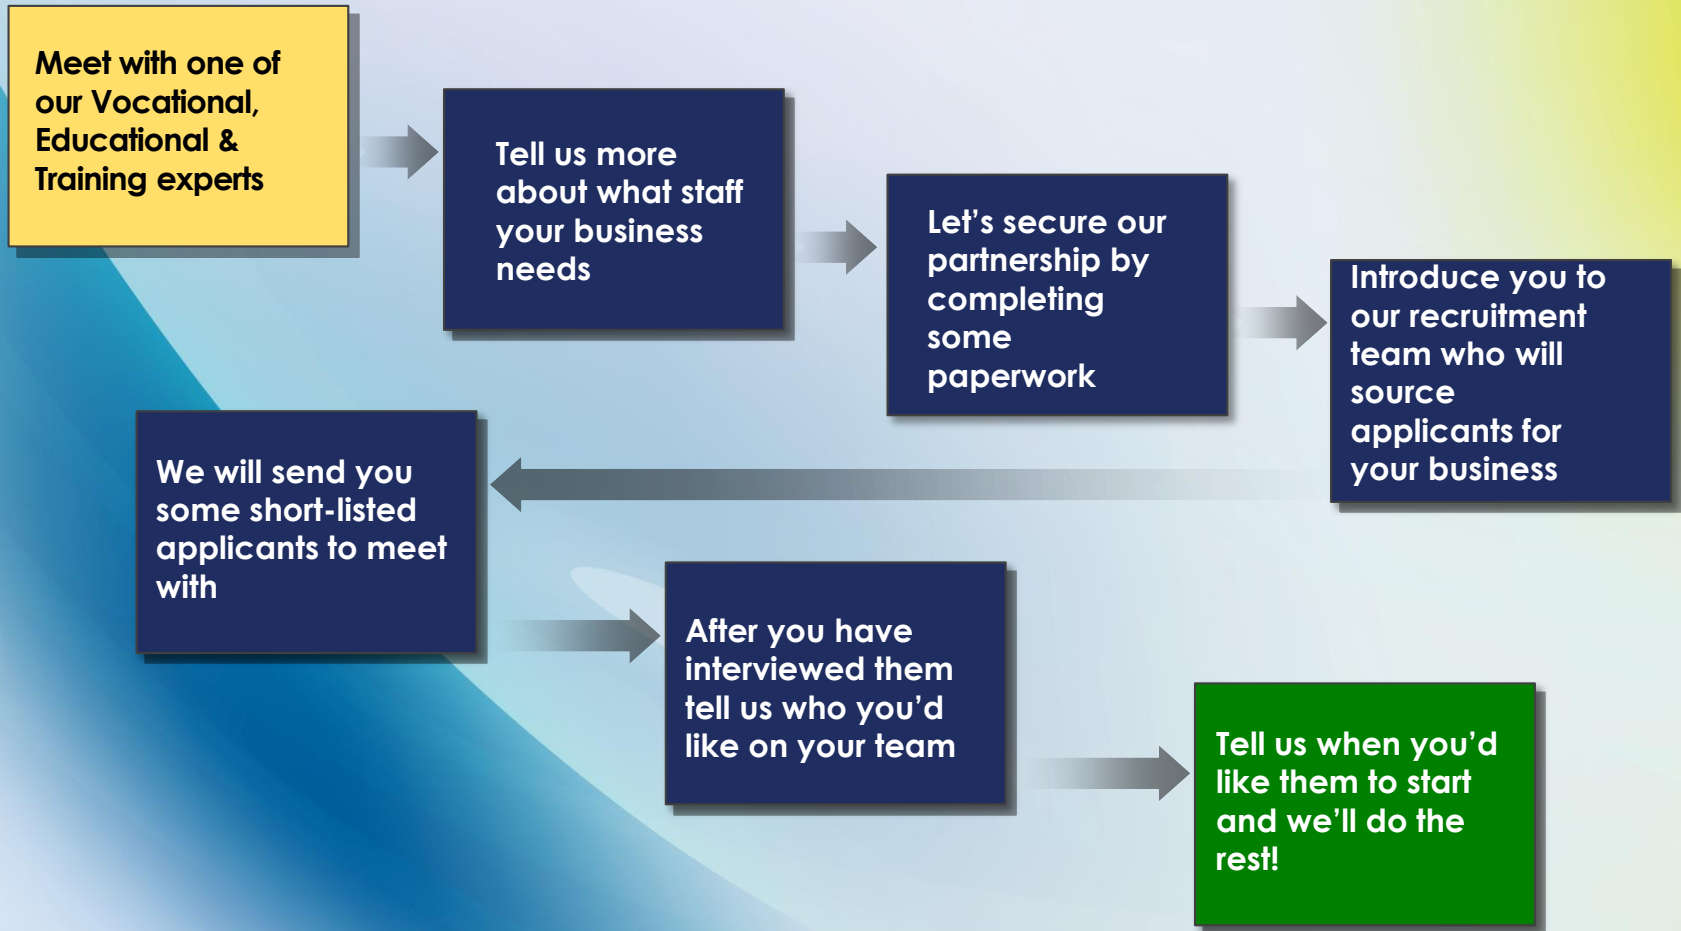 Meet with one of
our Vocational,
Educational &
Training experts
Tell us more
about what staff
your business
needs
Let’s secure our
partnership by
completing
some
paperwork
Introduce you to
our recruitment
team who will
source
applicants for
your business
We will send you
some short-listed
applicants to meet
with
After you have
interviewed them
tell us who you’d
like on your team
Tell us when you’d
like them to start
and we’ll do the
rest!